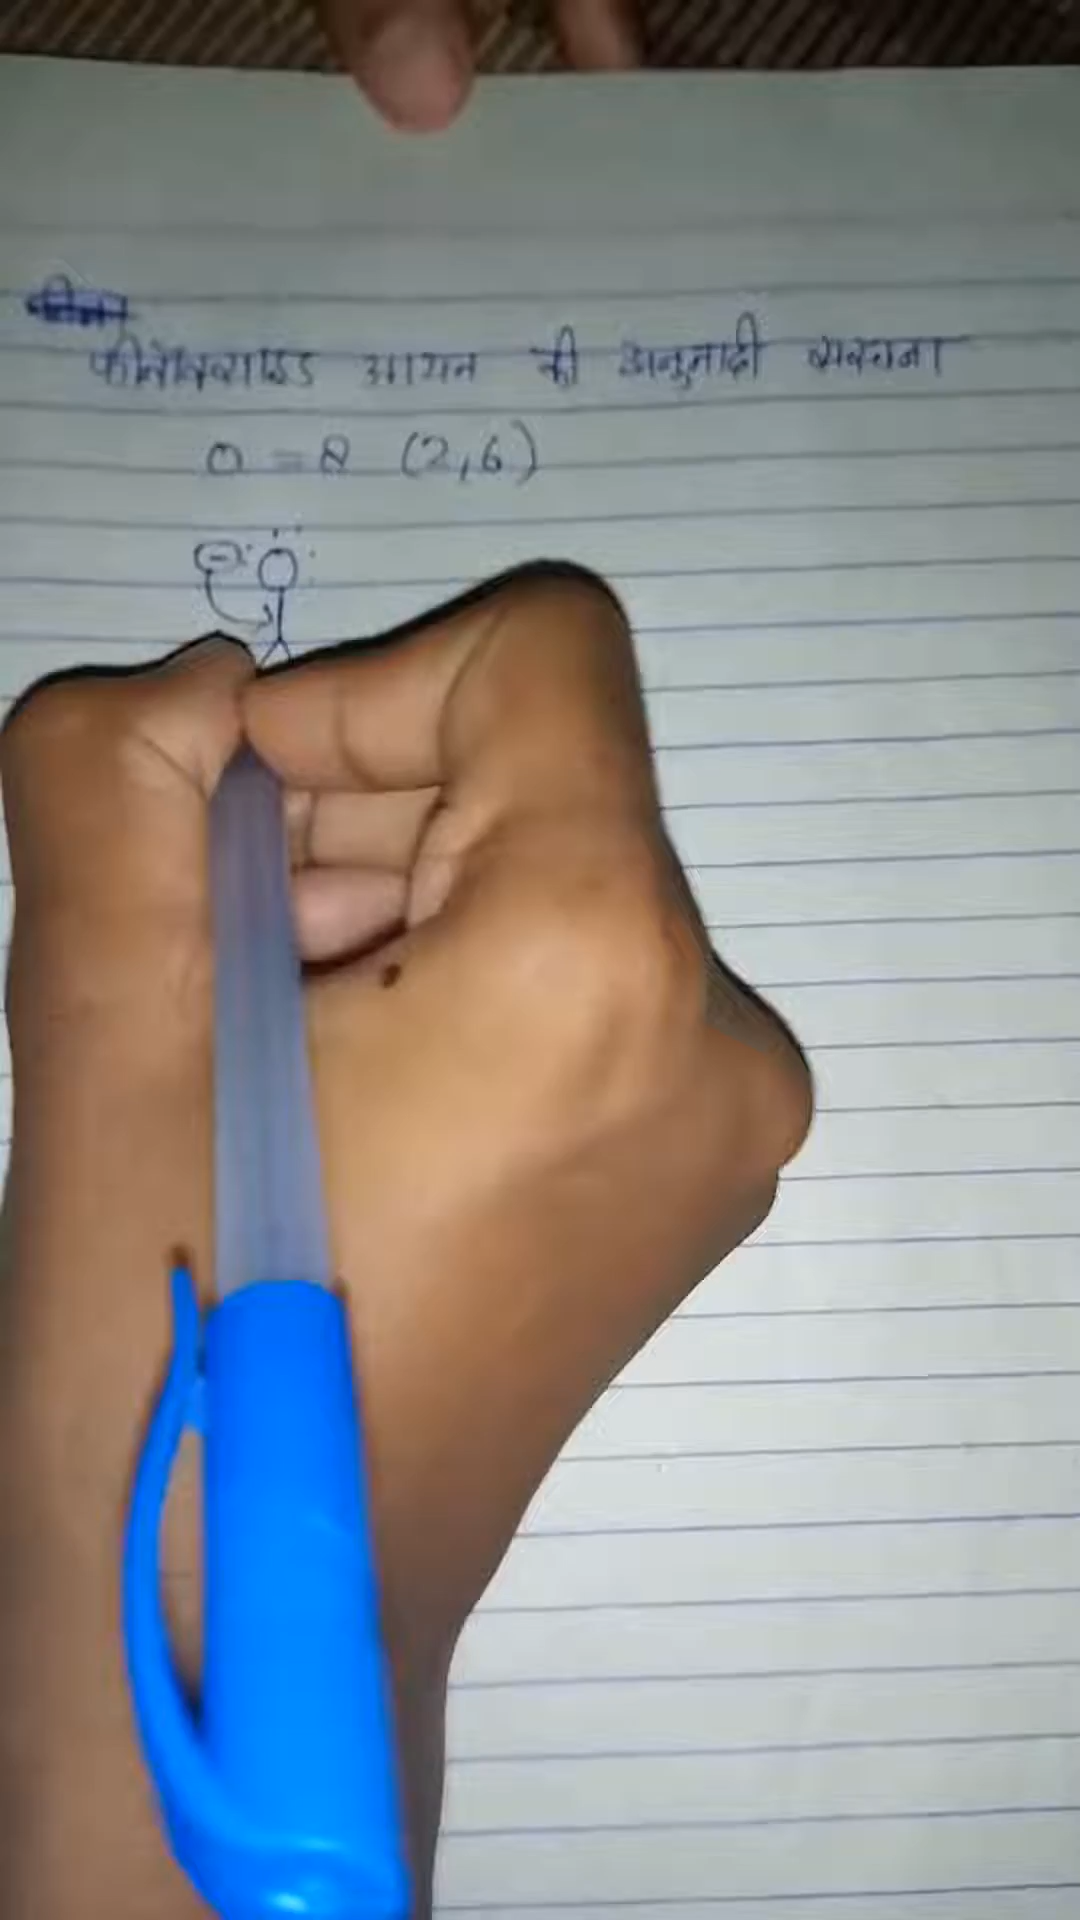 फीनॉक्साइड आयन की अनुनादी संरचना
O = 8 (2,6)
⊖ :O: